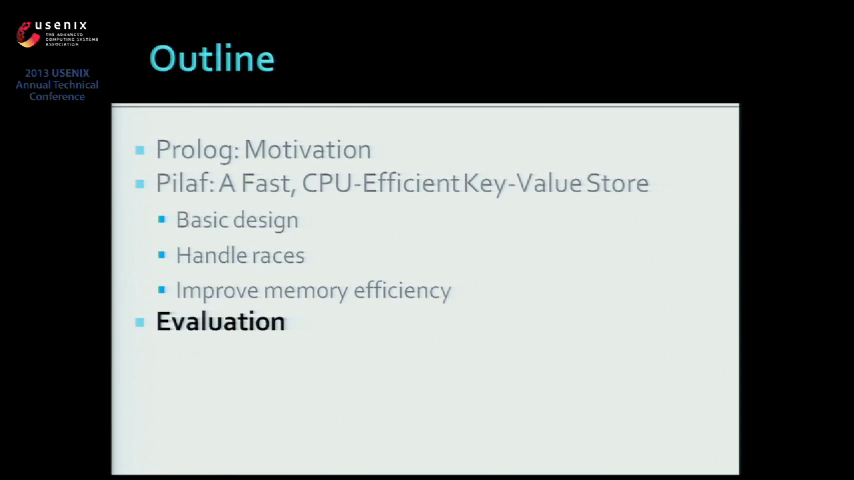 usenix
THE ADVANCED
COMPUTING SYSTEMS
ASSOCIATION
2013 USENIX
Annual Technical
Conference
Outline
Prolog: Motivation
Pilaf: A Fast, CPU-Efficient Key-Value Store
Basic design
Handle races
Improve memory efficiency
Evaluation